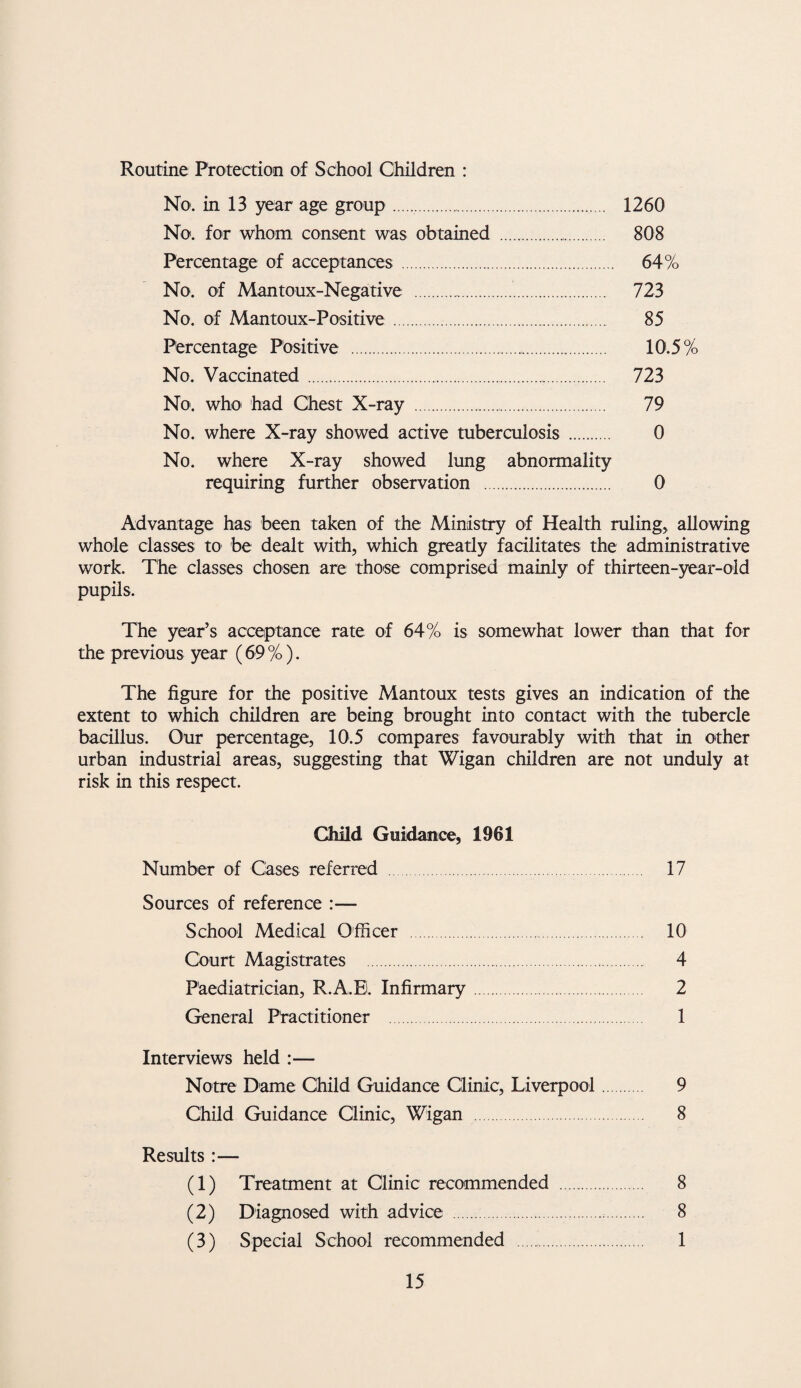 Routine Protection of School Children :
No. in 13 year age group ........ 1260
No. for whom consent was obtained ........ 808
Percentage of acceptances ........ 64%
No. of Mantoux-Negative ........ 723
No. of Mantoux-Positive ........ 85
Percentage Positive ........ 10.5%
No. Vaccinated ........ 723
No. who had Chest X-ray ........ 79
No. where X-ray showed active tuberculosis ........ 0
No. where X-ray showed lung abnormality
requiring further observation ........ 0
Advantage has been taken of the Ministry of Health ruling, allowing
whole classes to be dealt with, which greatly facilitates the administrative
work. The classes chosen are those comprised mainly of thirteen-year-old
pupils.
The year's acceptance rate of 64% is somewhat lower than that for
the previous year (69%).
The figure for the positive Mantoux tests gives an indication of the
extent to which children are being brought into contact with the tubercle
bacillus. Our percentage, 10.5 compares favourably with that in other
urban industrial areas, suggesting that Wigan children are not unduly at
risk in this respect.
Child Guidance, 1961
Number of Cases referred ........ 17
Sources of reference :—
School Medical Officer ........ 10
Court Magistrates ........ 4
Paediatrician, R.A.E. Infirmary ........ 2
General Practitioner ........ 1
Interviews held :—
Notre Dame Child Guidance Clinic, Liverpool ........ 9
Child Guidance Clinic, Wigan ........ 8
Results :—
(1) Treatment at Clinic recommended ........ 8
(2) Diagnosed with advice ........ 8
(3) Special School recommended ........ 1
15